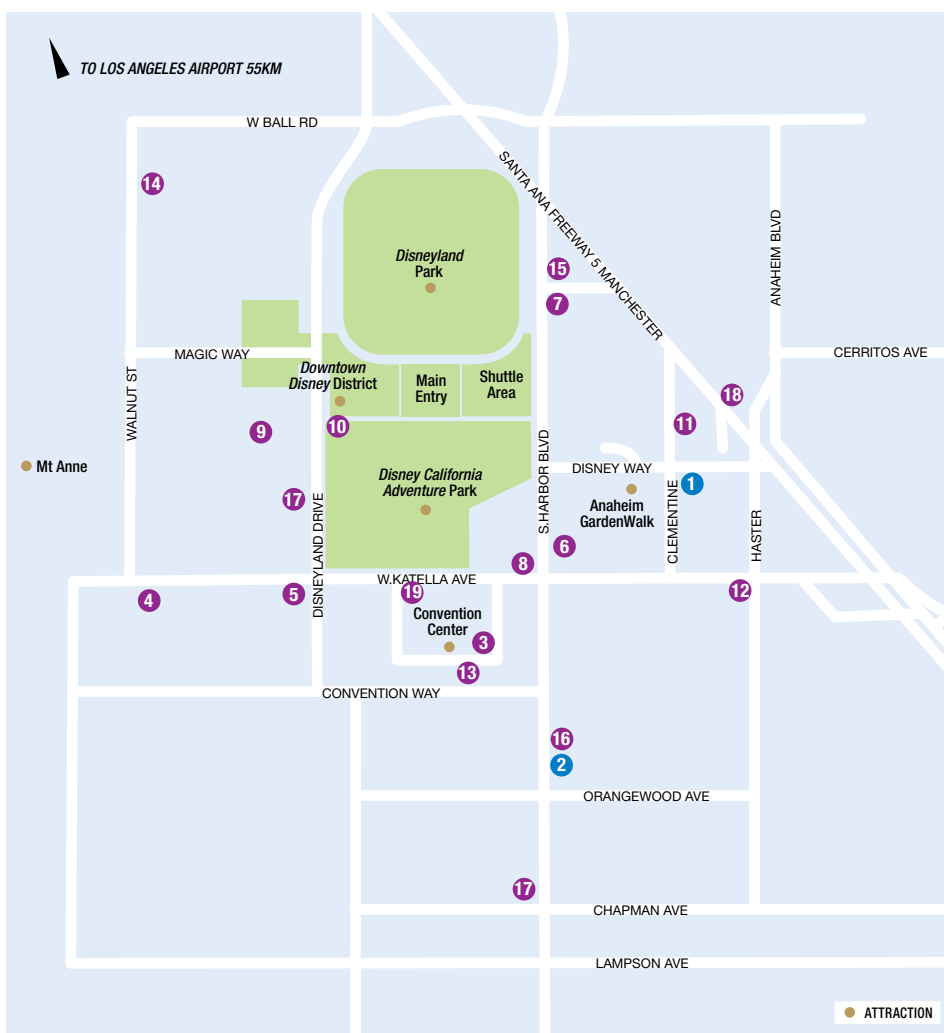 TO LOS ANGELES AIRPORT 55KM
W BALL RD
SANTA ANA FREEWAY 5 MANCHESTER
14
ANAHEIM BLVD
Disneyland
Park
15
7
MAGIC WAY
CERRITOS AVE
Downtown
Disney District
Main
Entry
Shuttle
Area
WALNUT ST
18
10
11
9
Mt Anne
S.HARBOR BLVD
DISNEY WAY
Disney California
Adventure Park
1
17
DISNEYLAND DRIVE
Anaheim
GardenWalk
CLEMENTINE
HASTER
6
8
W.KATELLA AVE
4
5
19
12
Convention
Center
3
13
CONVENTION WAY
16
2
ORANGEWOOD AVE
17
CHAPMAN AVE
LAMPSON AVE
ATTRACTION